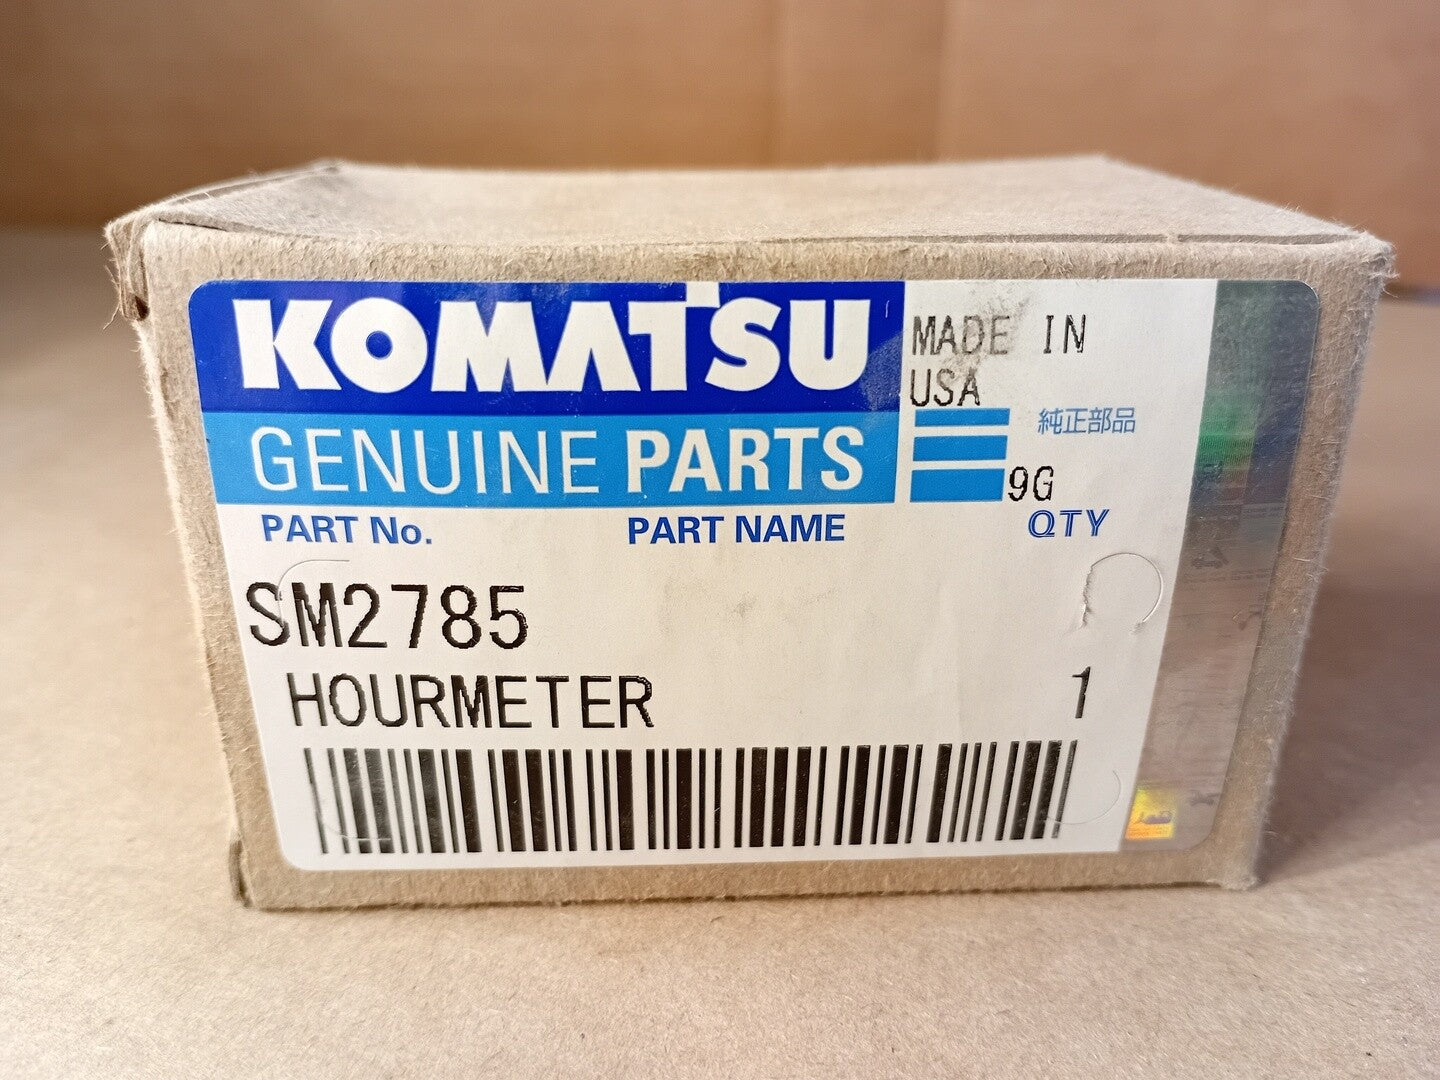 KOMATSU
GENUINE PARTS
MADE IN
USA
純正部品
9G
PART No.
PART NAME
QTY
SM2785
HOURMETER
1